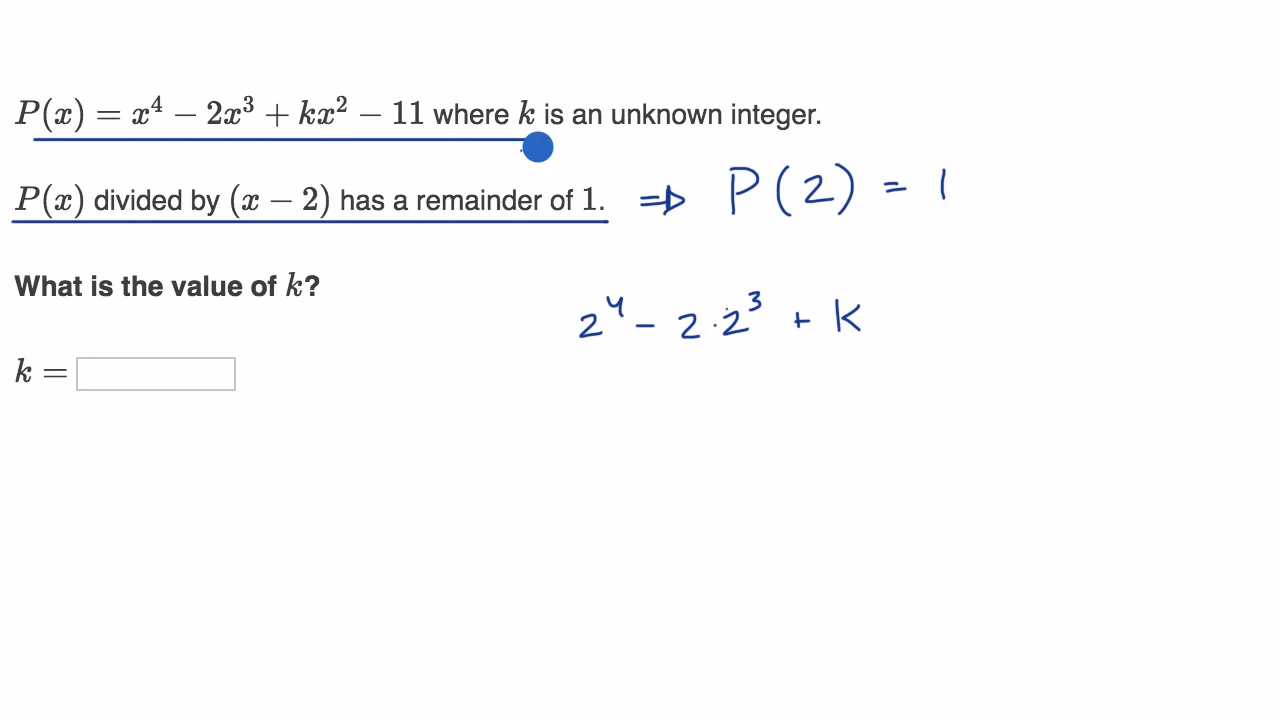 P(x) = x⁴ − 2x³ + kx² − 11 where k is an unknown integer.
P(x) divided by (x − 2) has a remainder of 1. ⇒ P(2) = 1
What is the value of k?
2⁴ − 2·2³ + K
k =